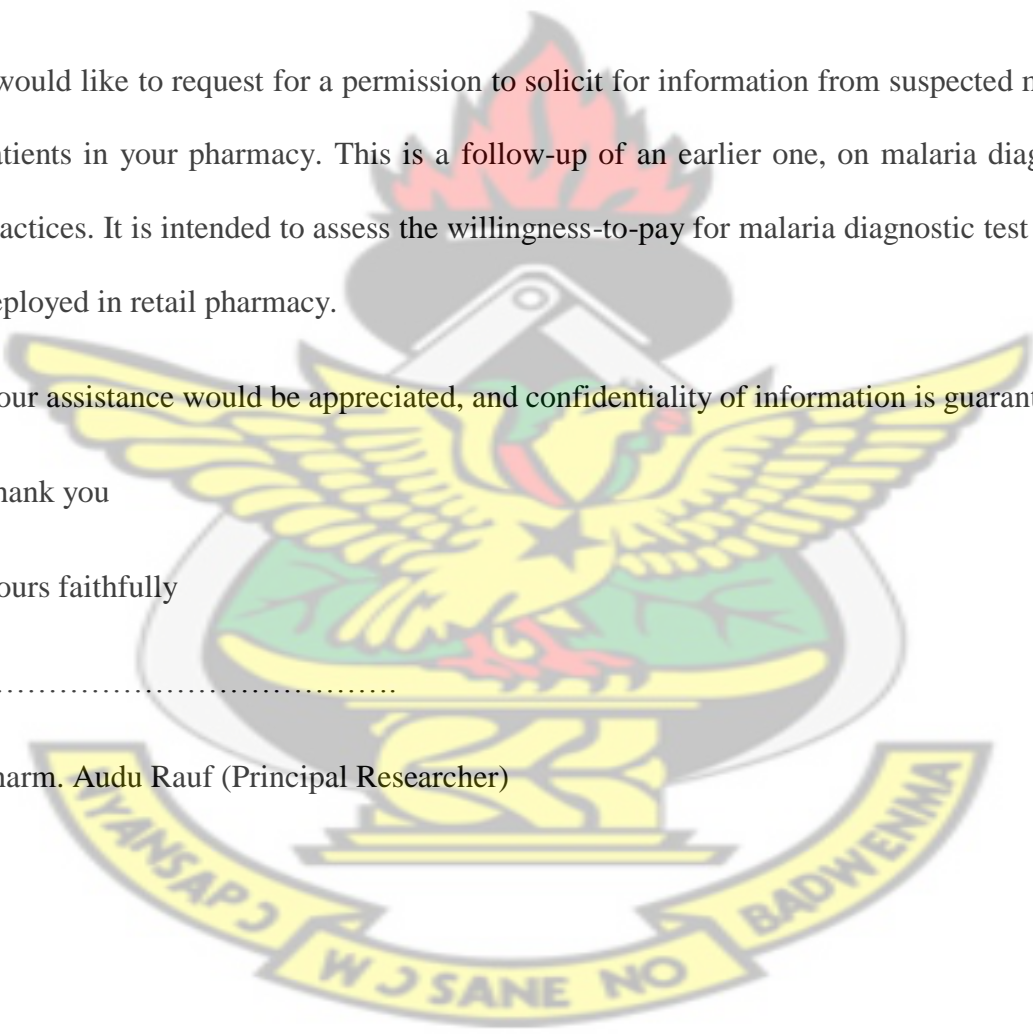 would like to request for a permission to solicit for information from suspected m
atients in your pharmacy. This is a follow-up of an earlier one, on malaria diag
actices. It is intended to assess the willingness-to-pay for malaria diagnostic test
eployed in retail pharmacy.
our assistance would be appreciated, and confidentiality of information is guarant
hank you
ours faithfully
……………………………………….
harm. Audu Rauf (Principal Researcher)
NYANSAPƆ WƆSANE NO BADWENMA